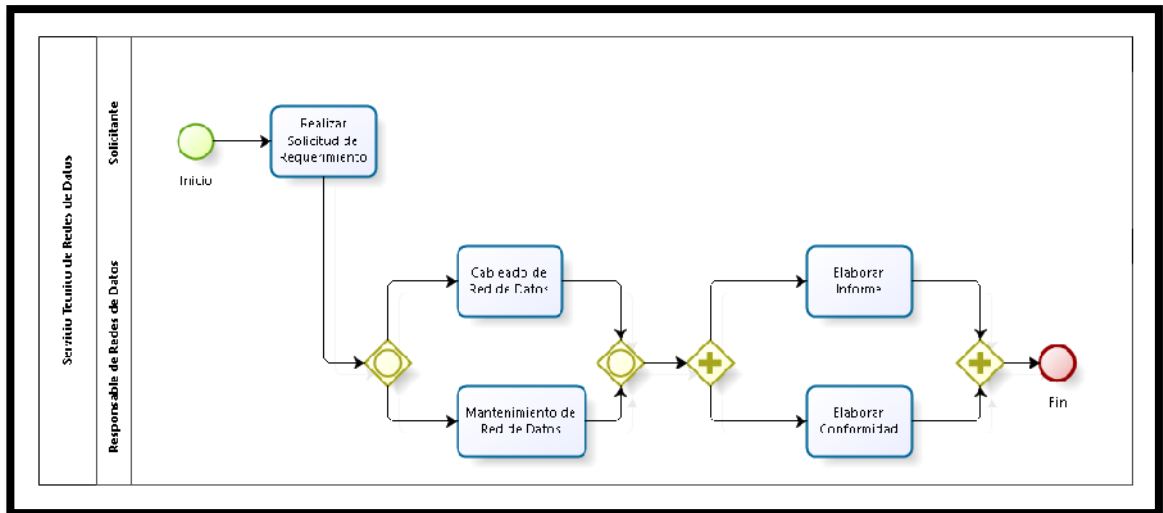 Servicio Tecnico de Redes de Datos
Solicitante
Responsable de Redes de Datos
Inicio
Realizar
Solicitud de
Requerimiento
Cableado de
Red de Datos
Mantenimiento de
Red de Datos
Elaborar
Informe
Elaborar
Conformidad
Fin